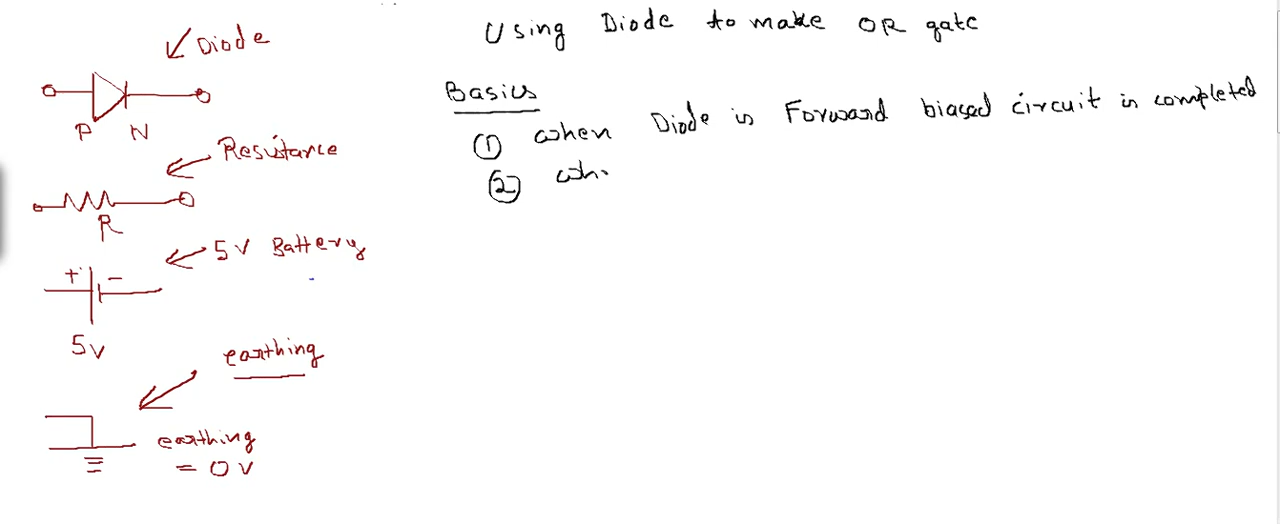 Using Diode to make OR gate
Diode
P N
Resistance
R
5V Battery
+ -
5V
earthing
earthing
= 0V
Basics
① when Diode is Forward biased circuit is completed
② wh